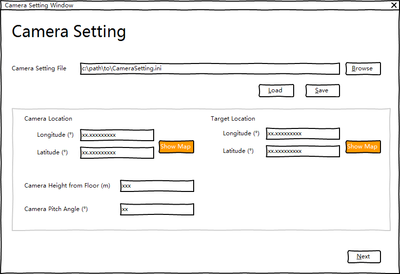 Camera Setting Window
Camera Setting
Camera Setting File
c:\path\to\CameraSetting.ini
Browse
Load
Save
Camera Location
Target Location
Longitude (°)
xx.xxxxxxxxx
Longitude (°)
xx.xxxxxxxxx
Show Map
Show Map
Latitude (°)
xx.xxxxxxxxx
Latitude (°)
xx.xxxxxxxxx
Camera Height from Floor (m)
xxx
Camera Pitch Angle (°)
xx
Next